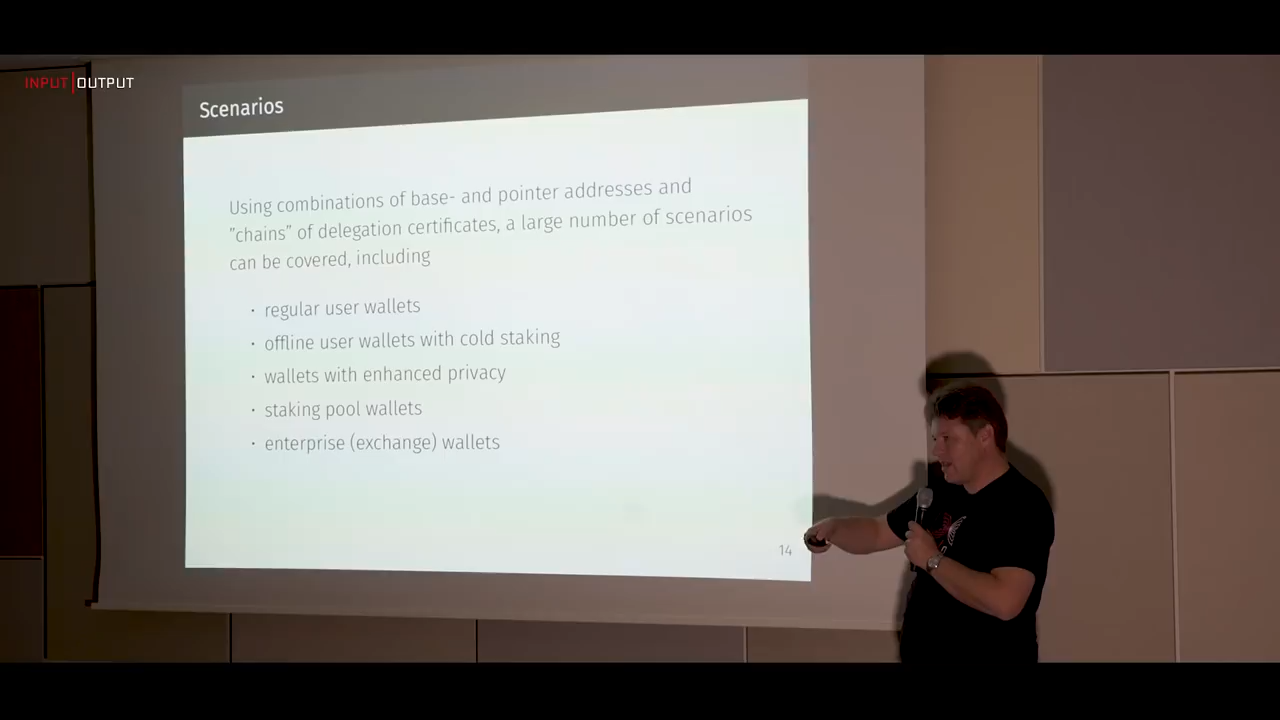 INPUT|OUTPUT
Scenarios
Using combinations of base- and pointer addresses and
"chains" of delegation certificates, a large number of scenarios
can be covered, including
· regular user wallets
· offline user wallets with cold staking
· wallets with enhanced privacy
· staking pool wallets
· enterprise (exchange) wallets
14